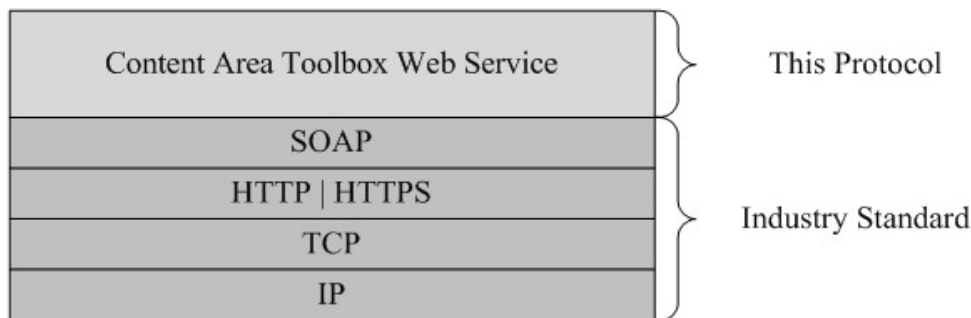 Content Area Toolbox Web Service
This Protocol
SOAP
HTTP | HTTPS
TCP
IP
Industry Standard